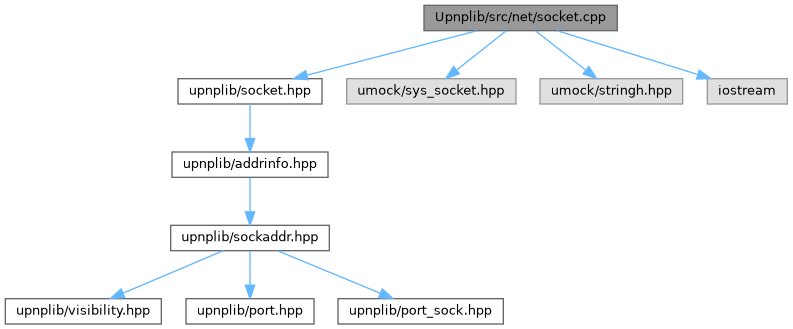 Upnplib/src/net/socket.cpp
upnplib/socket.hpp
umock/sys_socket.hpp
umock/stringh.hpp
iostream
upnplib/addrinfo.hpp
upnplib/sockaddr.hpp
upnplib/visibility.hpp
upnplib/port.hpp
upnplib/port_sock.hpp